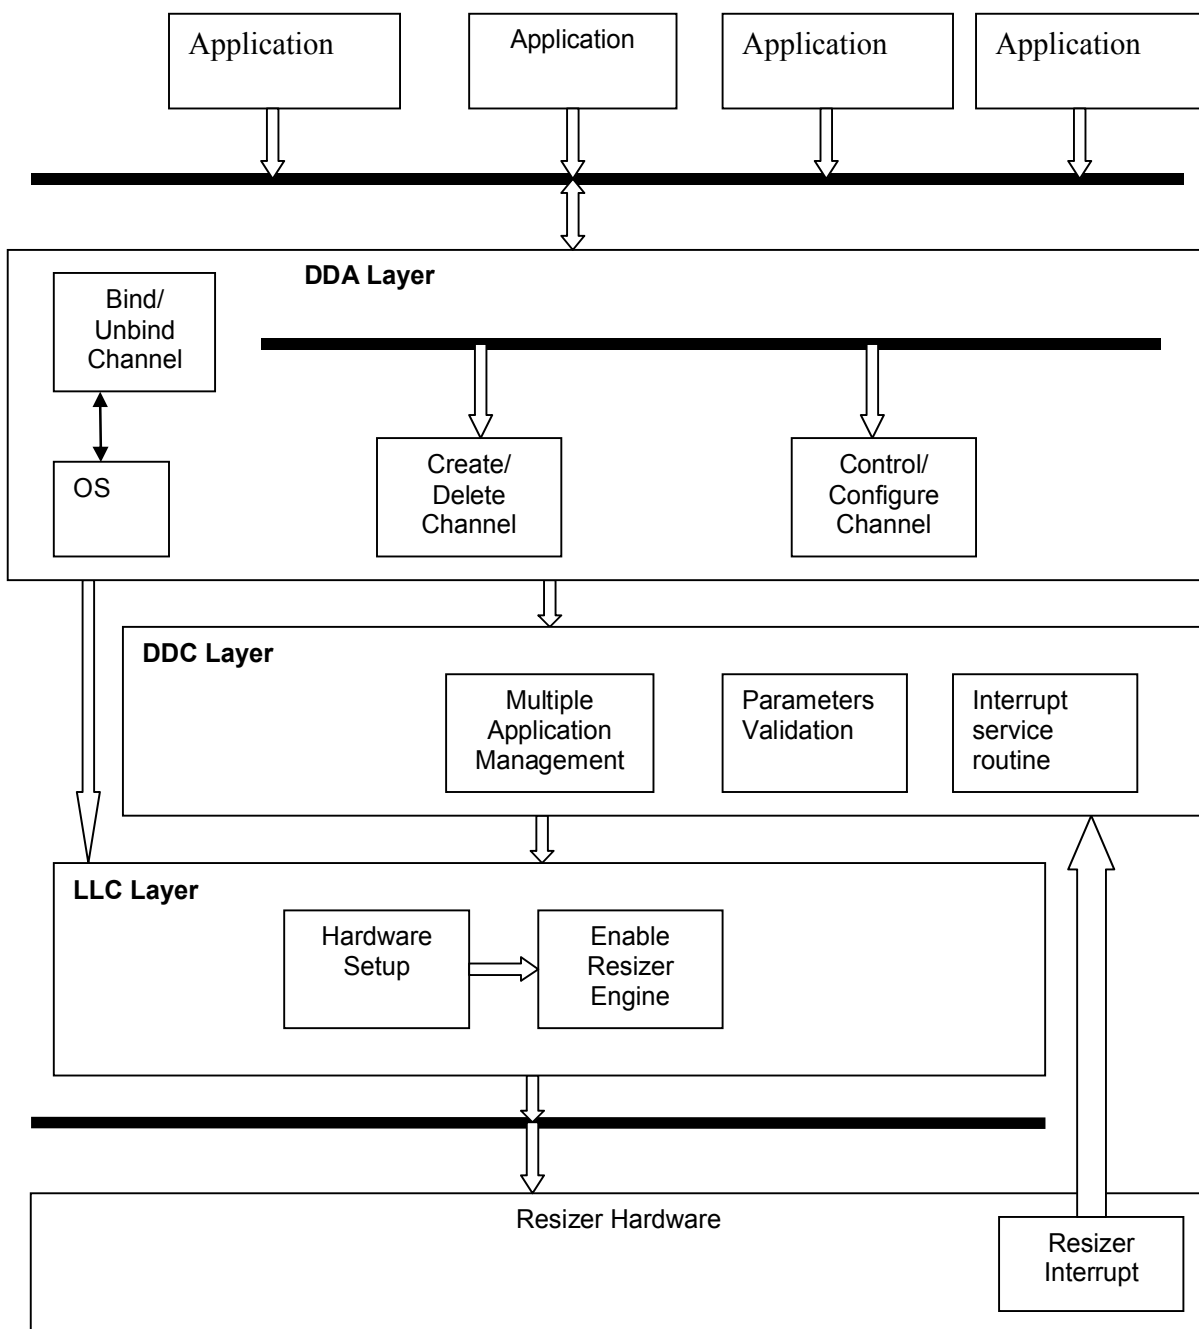 Application
Application
Application
Application
DDA Layer
Bind/
Unbind
Channel
OS
Create/
Delete
Channel
Control/
Configure
Channel
DDC Layer
Multiple
Application
Management
Parameters
Validation
Interrupt
service
routine
LLC Layer
Hardware
Setup
Enable
Resizer
Engine
Resizer Hardware
Resizer
Interrupt